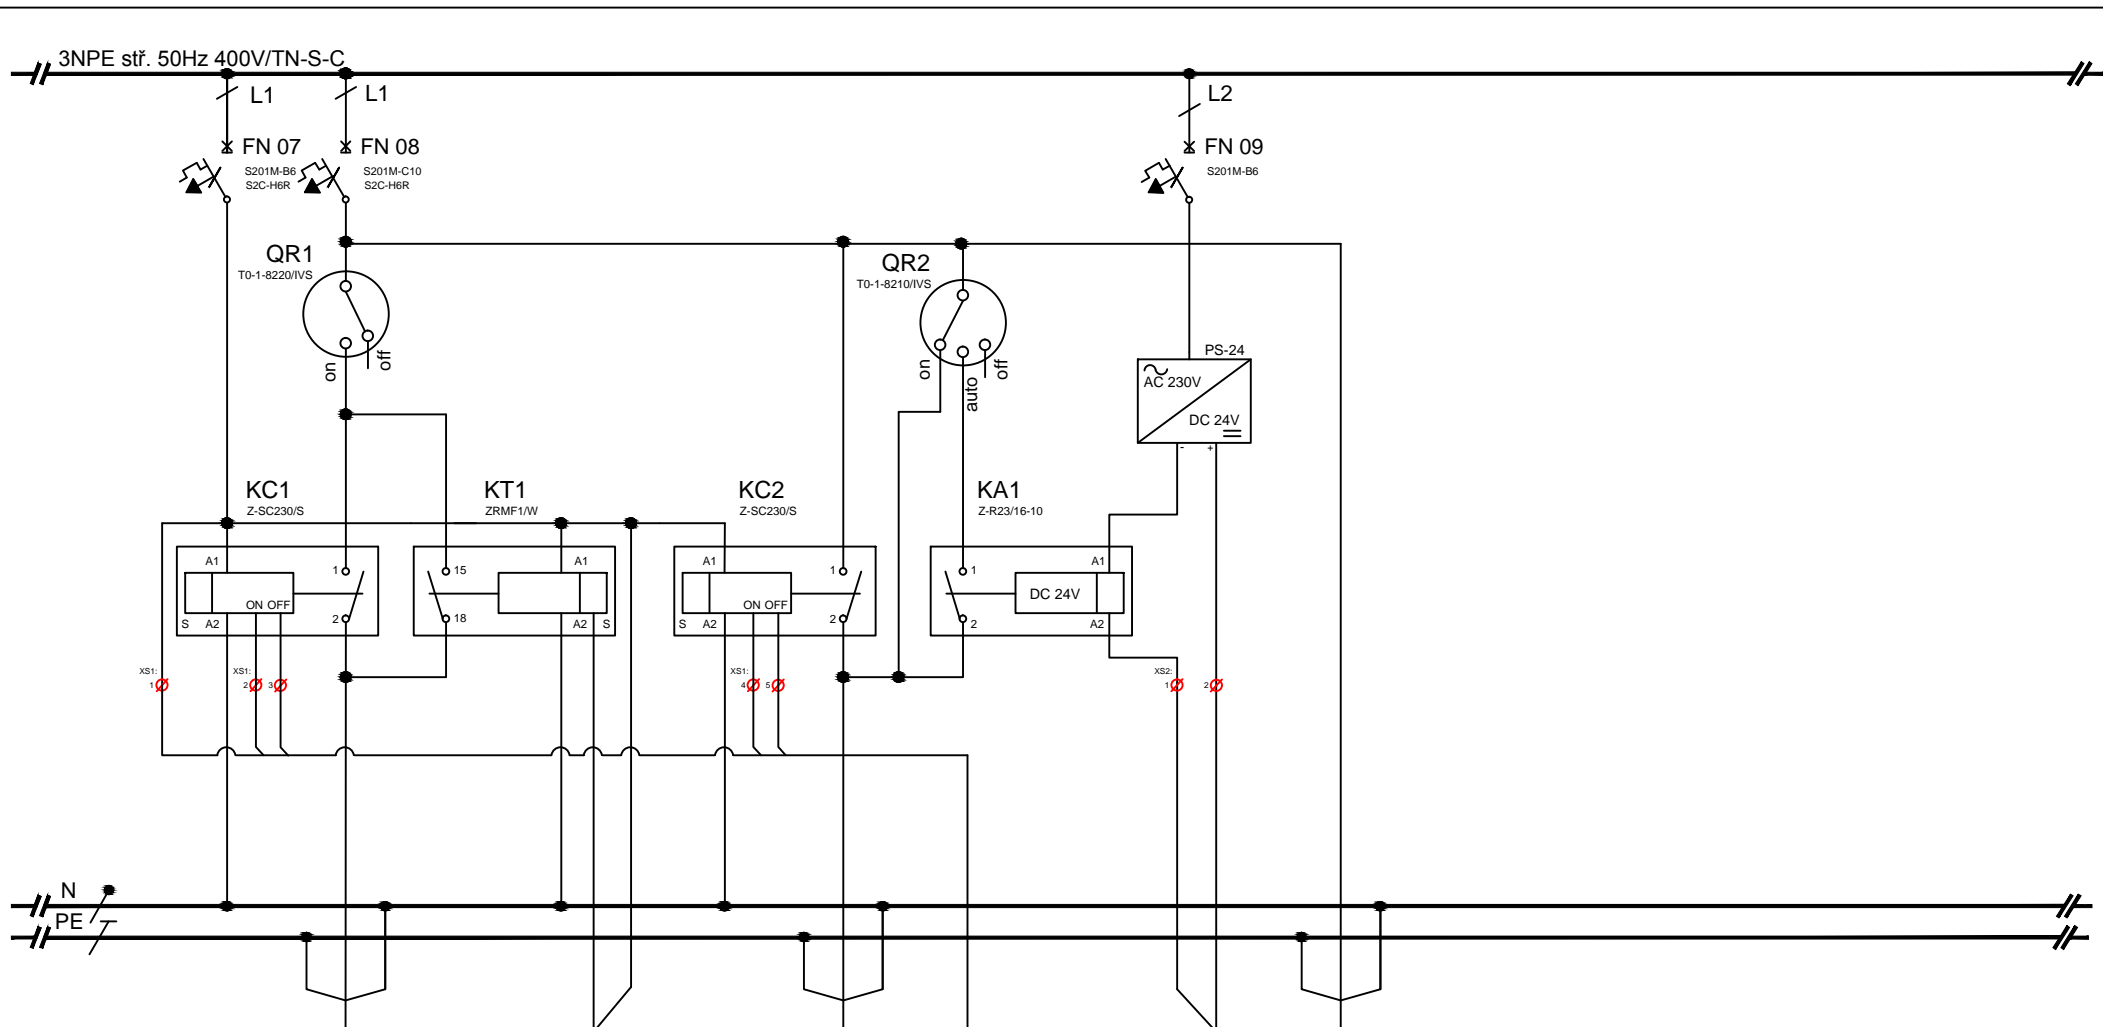 3NPE stř. 50Hz 400V/TN-S-C
L1
L1
L2
FN 07
FN 08
FN 09
S201M-B6
S2C-H6R
S201M-C10
S2C-H6R
S201M-B6
QR1
T0-1-8220/IVS
QR2
T0-1-8210/IVS
on
off
on
auto
off
PS-24
AC 230V
DC 24V
- +
KC1
Z-SC230/S
KT1
ZRMF1/W
KC2
Z-SC230/S
KA1
Z-R23/16-10
A1
1
ON OFF
S A2
2
15
A1
18
A2 S
A1
1
ON OFF
S A2
2
1
A1
DC 24V
2
A2
XS1:
1
XS1:
2 3
XS1:
4 5
XS2:
1 2
N
PE